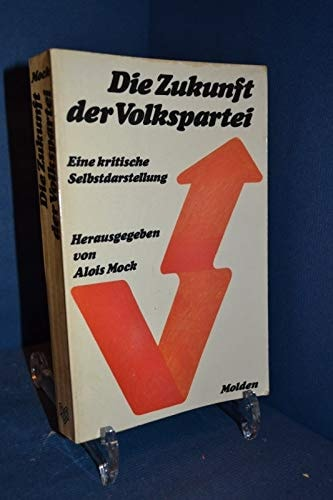 Die Zukunft
der Volkspartei
Eine kritische
Selbstdarstellung
Herausgegeben
von
Alois Mock
Molden
Mock
Die Zukunft
der Volkspartei